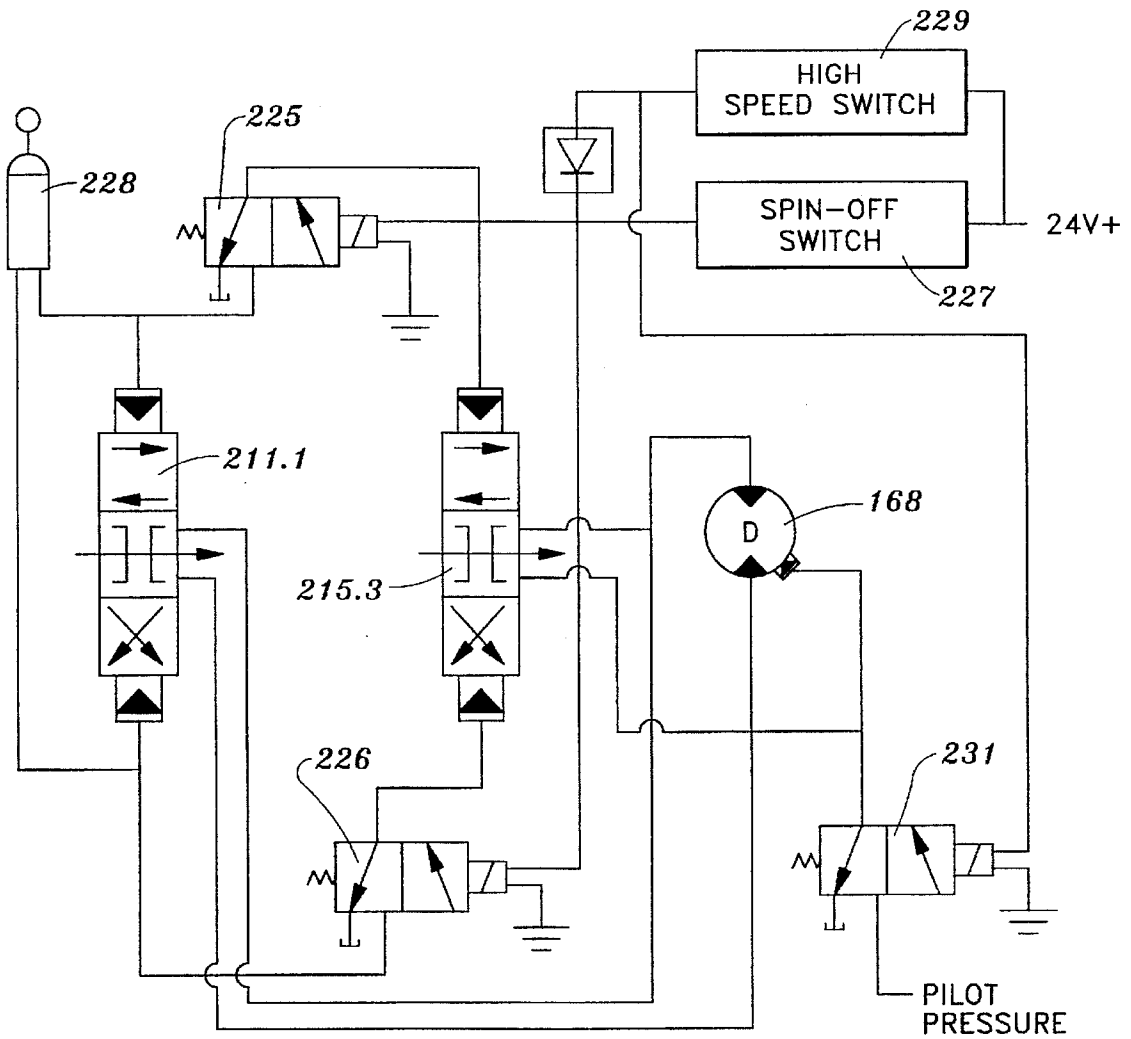 229
HIGH
SPEED SWITCH
225
228
SPIN-OFF
SWITCH
24V+
227
211.1
168
D
215.3
226
231
PILOT
PRESSURE